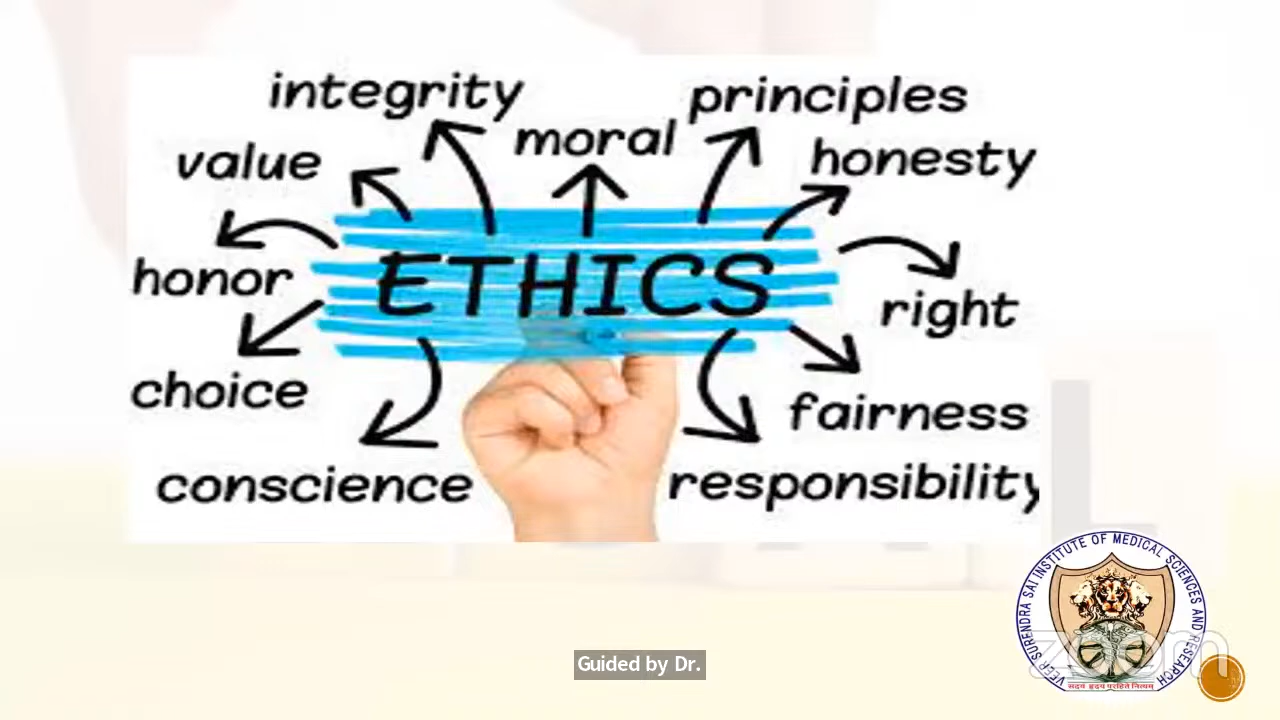 integrity
principles
moral
value
honesty
honor
ETHICS
right
choice
fairness
conscience
responsibility
VEER SURENDRA SAI INSTITUTE OF MEDICAL SCIENCES AND RESEARCH
zoom
Guided by Dr.